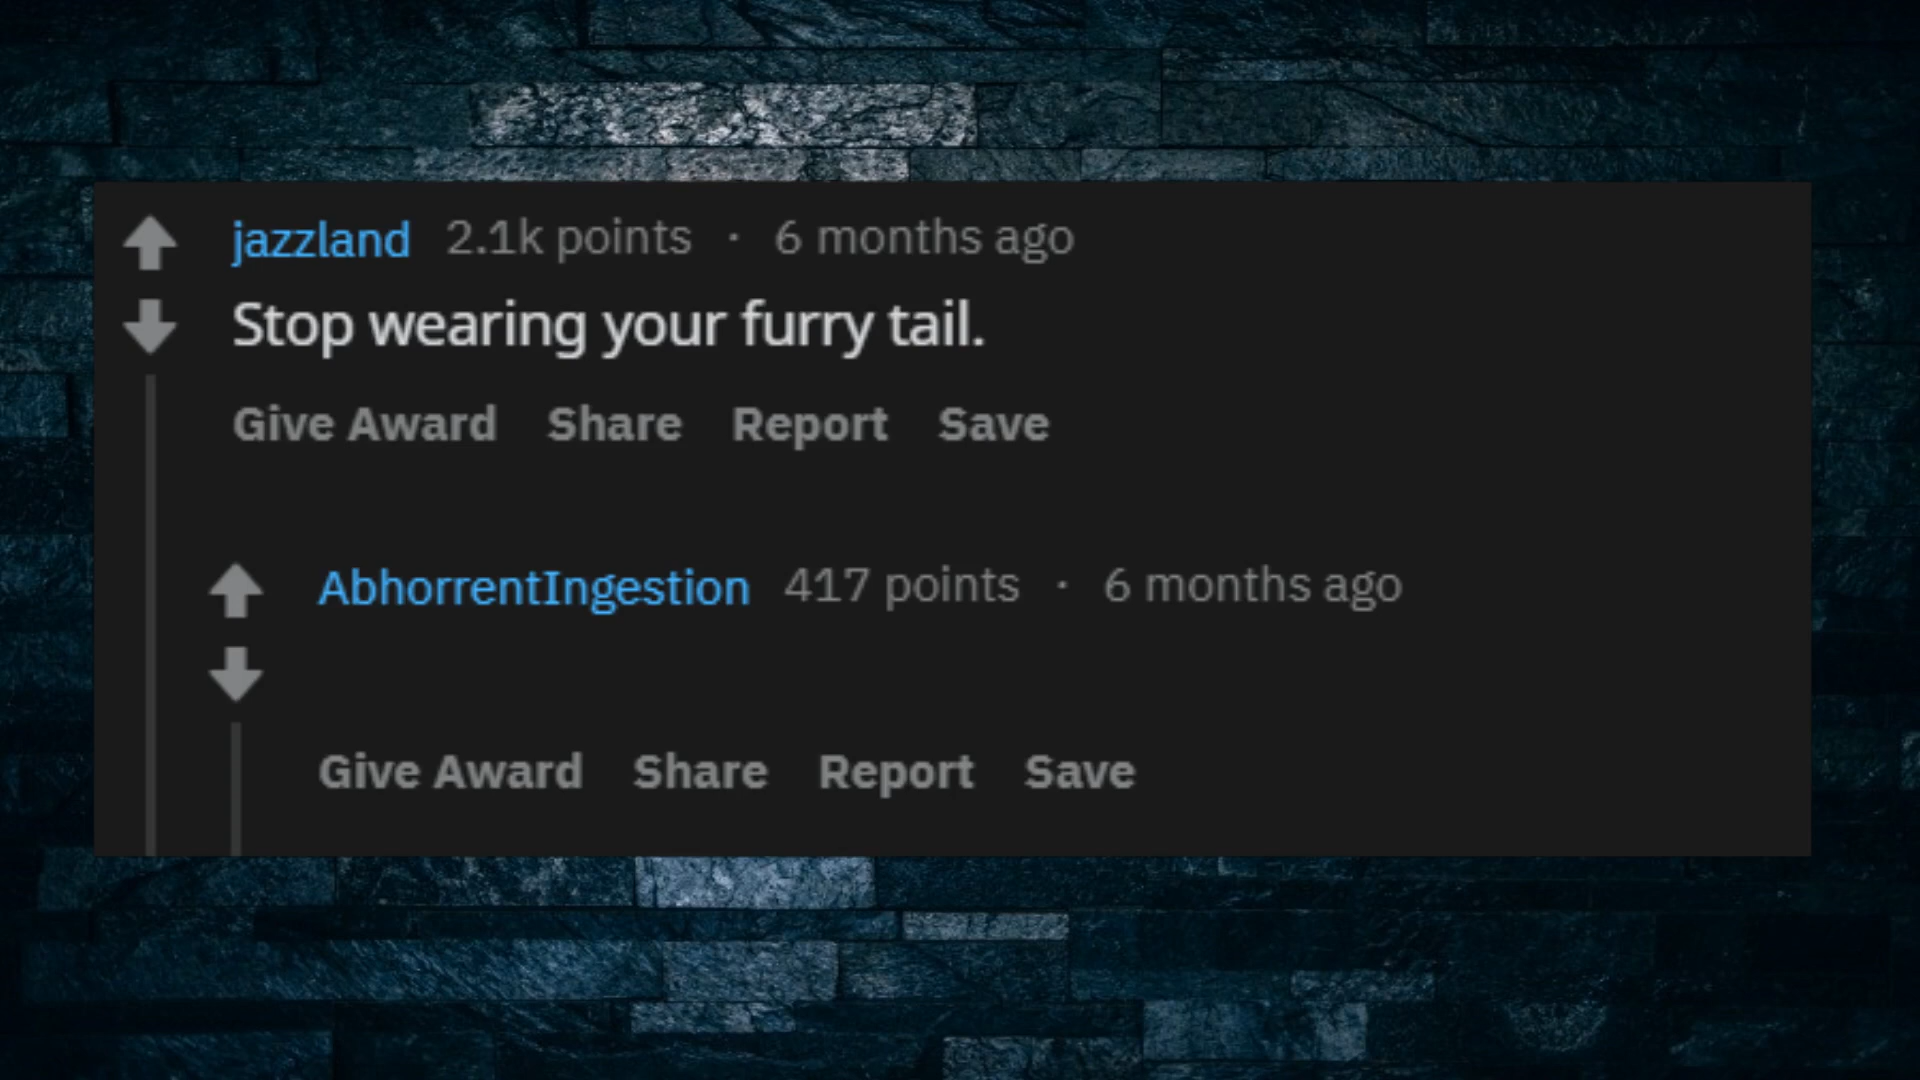 jazzland 2.1k points · 6 months ago
Stop wearing your furry tail.
Give Award Share Report Save
AbhorrentIngestion 417 points · 6 months ago
Give Award Share Report Save